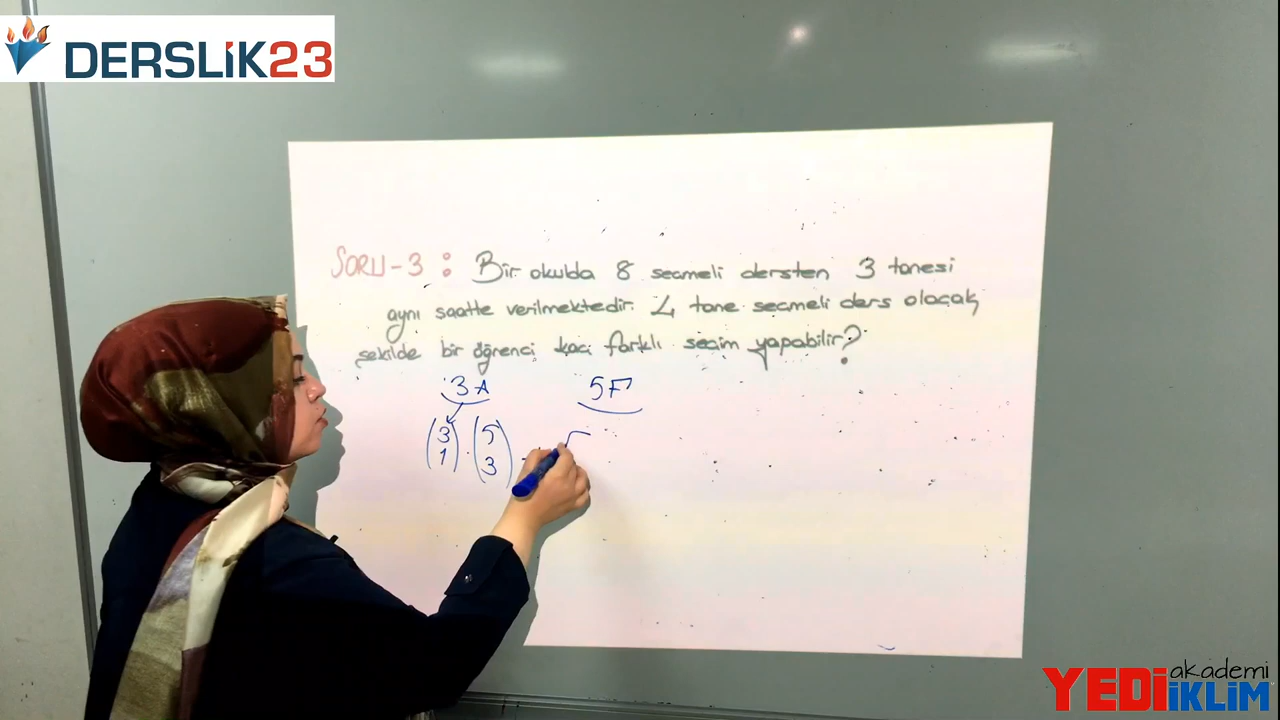 DERSLİK23
SORU-3 : Bir okulda 8 seçmeli dersten 3 tanesi
aynı saatte verilmektedir. 4 tane seçmeli ders olacak
şekilde bir öğrenci kaç farklı seçim yapabilir?
3A 5F
(3 1) . (5 3)
YEDİ iKLİM akademi